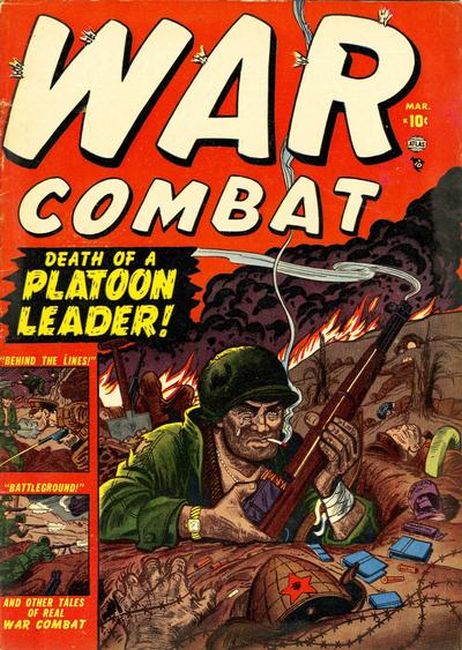 WAR
COMBAT
MAR.
K 10¢
ATLAS
DEATH OF A
PLATOON
LEADER!
"BEHIND THE LINES!"
"BATTLEGROUND!"
AND OTHER TALES
OF REAL
WAR COMBAT